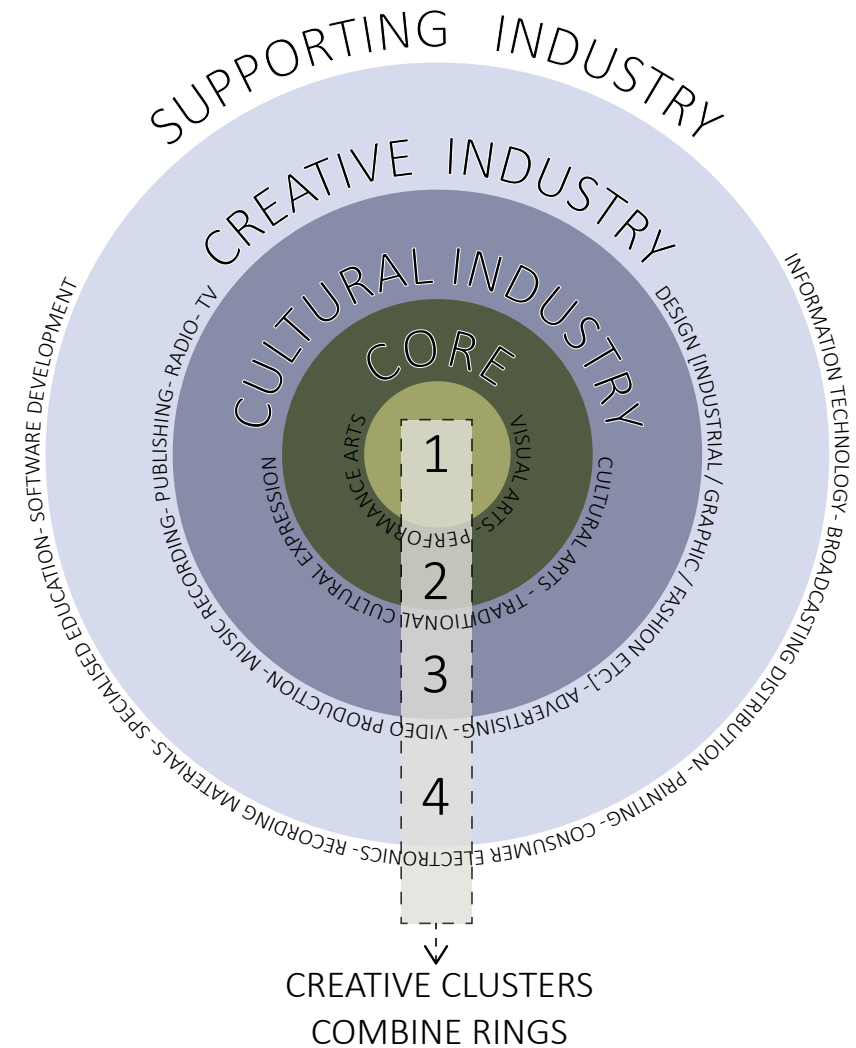 SUPPORTING INDUSTRY
CREATIVE INDUSTRY
CULTURAL INDUSTRY
CORE
VISUAL ARTS- PERFORMANCE ARTS
CULTURAL ARTS - TRADITIONAL CULTURAL EXPRESSION
DESIGN [INDUSTRIAL / GRAPHIC / FASHION ETC.] - ADVERTISING- VIDEO PRODUCTION- MUSIC RECORDING- PUBLISHING- RADIO- TV
INFORMATION TECHNOLOGY- BROADCASTING DISTRIBUTION- PRINTING- CONSUMER ELECTRONICS- RECORDING MATERIALS- SPECIALISED EDUCATION- SOFTWARE DEVELOPMENT
1
2
3
4
CREATIVE CLUSTERS
COMBINE RINGS